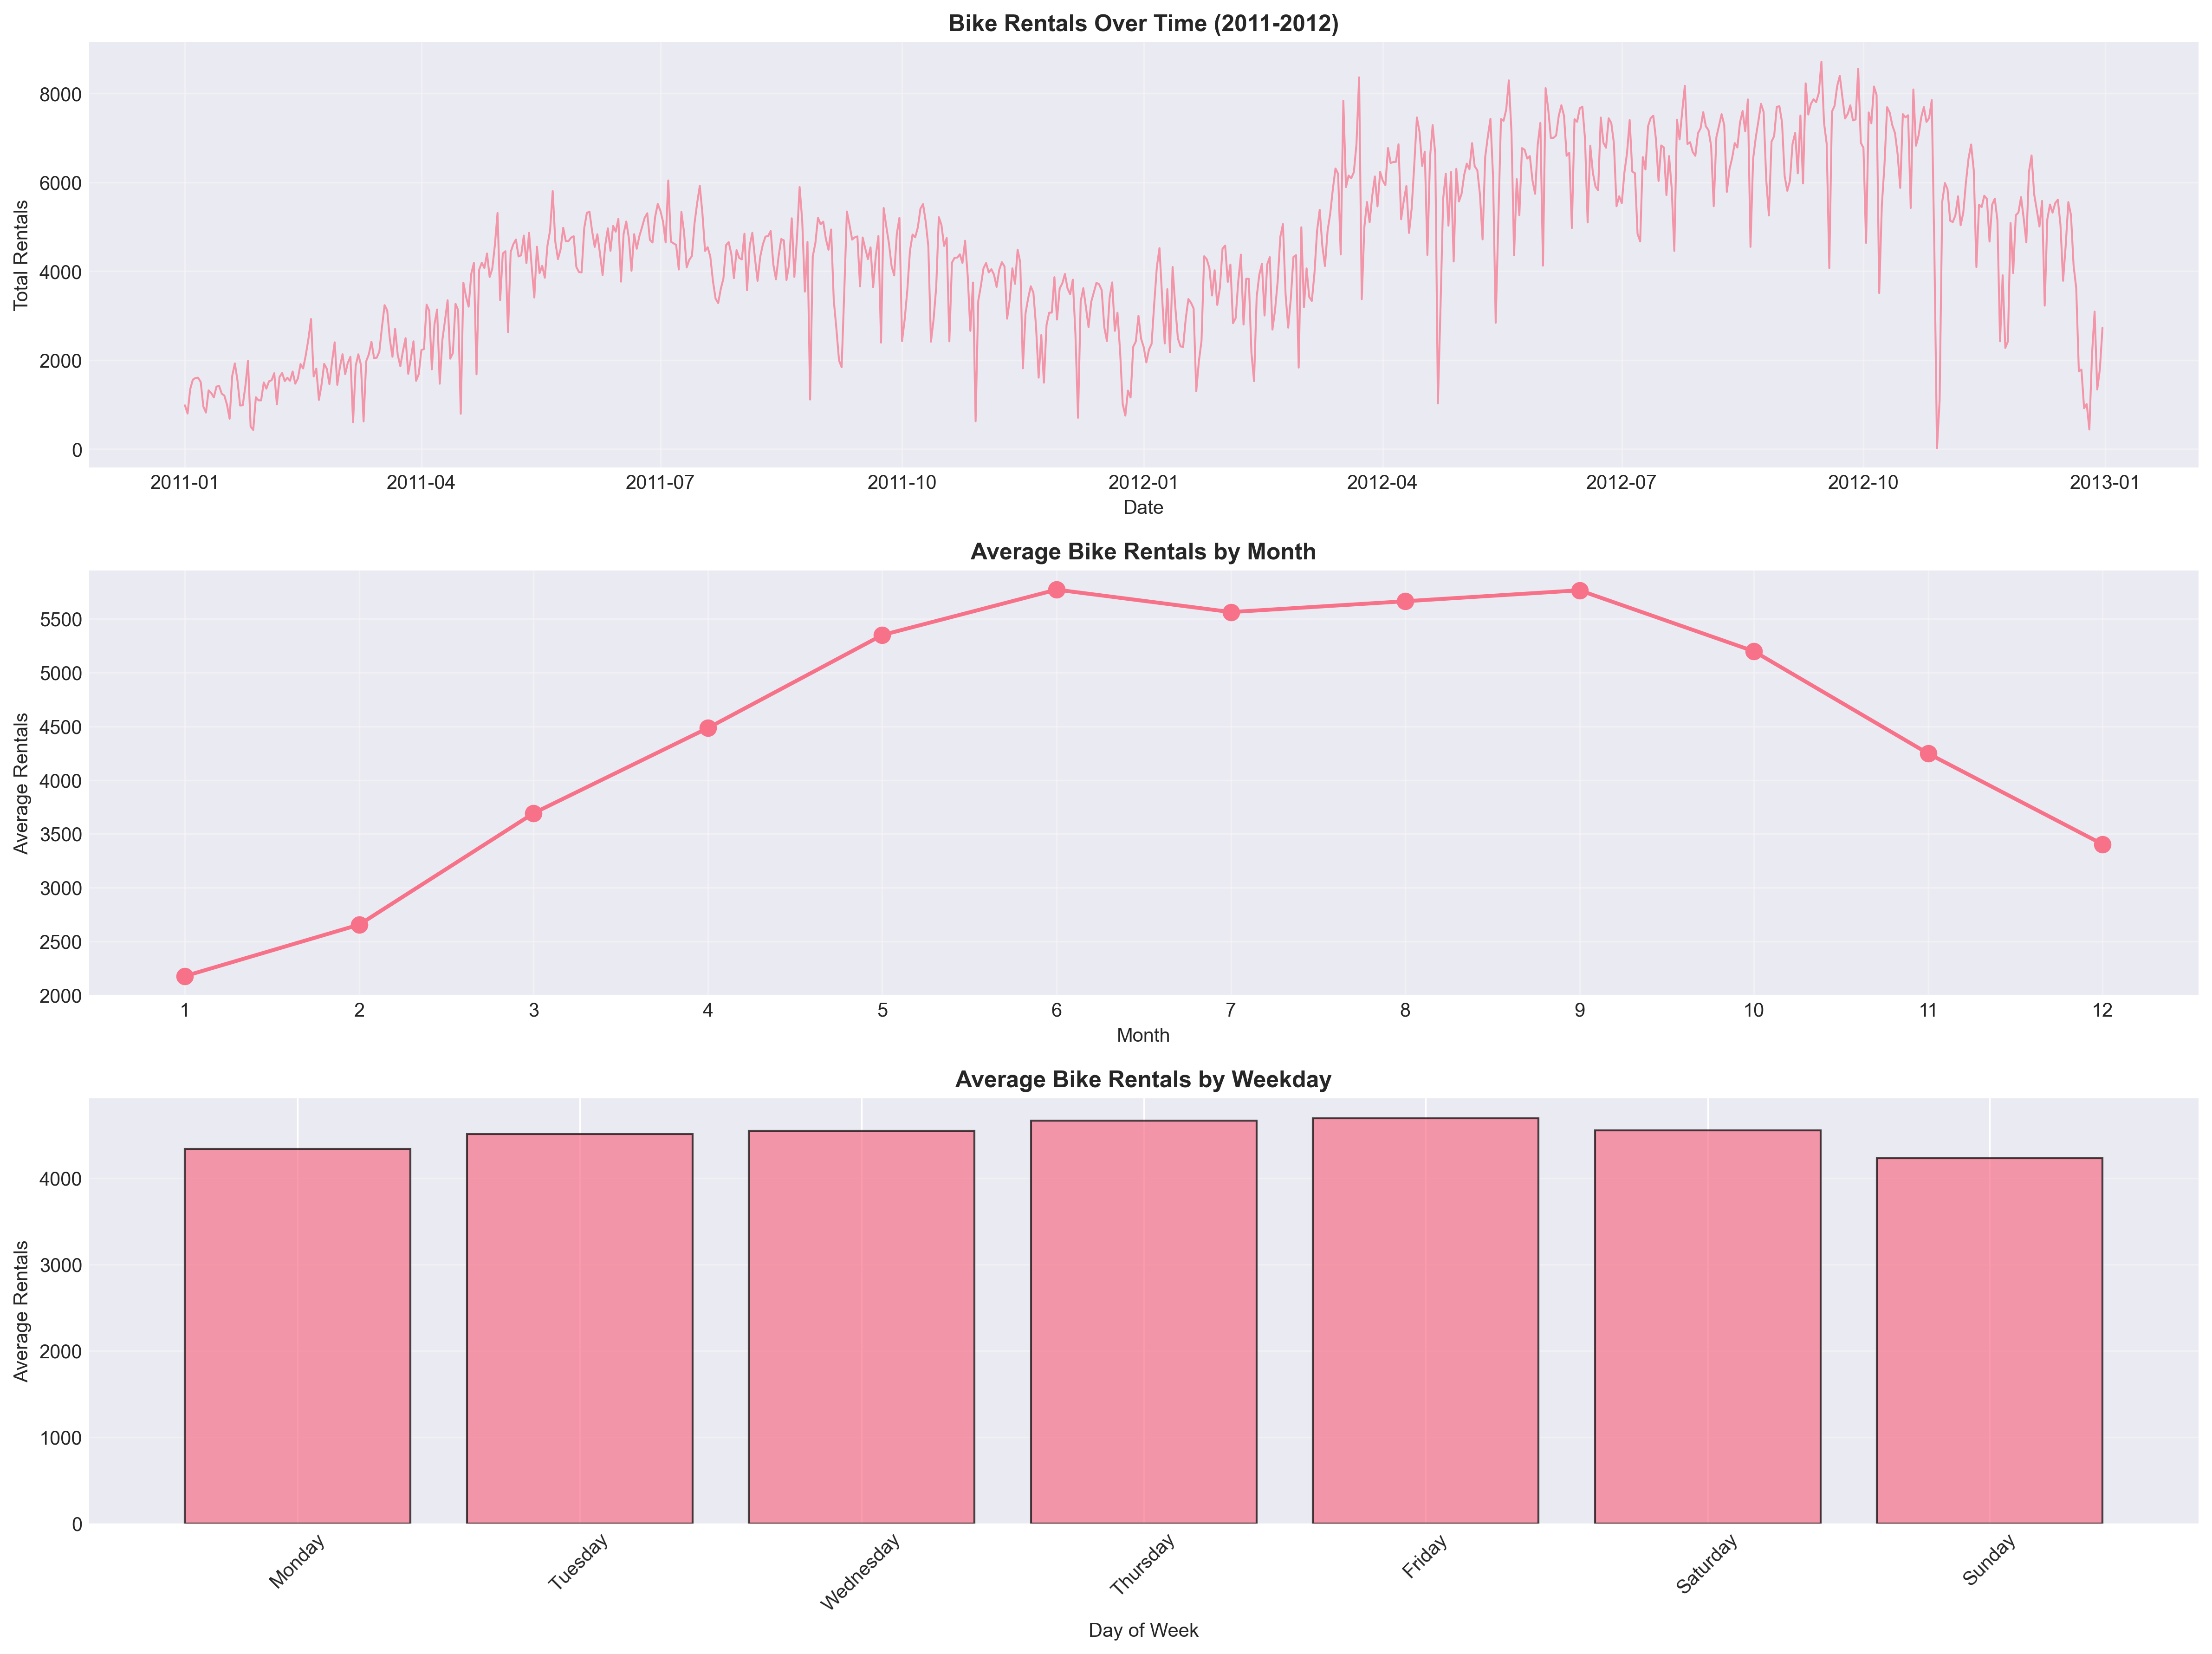 Bike Rentals Over Time (2011-2012)
Total Rentals
8000
6000
4000
2000
0
2011-01 2011-04 2011-07 2011-10 2012-01 2012-04 2012-07 2012-10 2013-01
Date
Average Bike Rentals by Month
Average Rentals
5500
5000
4500
4000
3500
3000
2500
2000
1 2 3 4 5 6 7 8 9 10 11 12
Month
Average Bike Rentals by Weekday
Average Rentals
4000
3000
2000
1000
0
Monday Tuesday Wednesday Thursday Friday Saturday Sunday
Day of Week